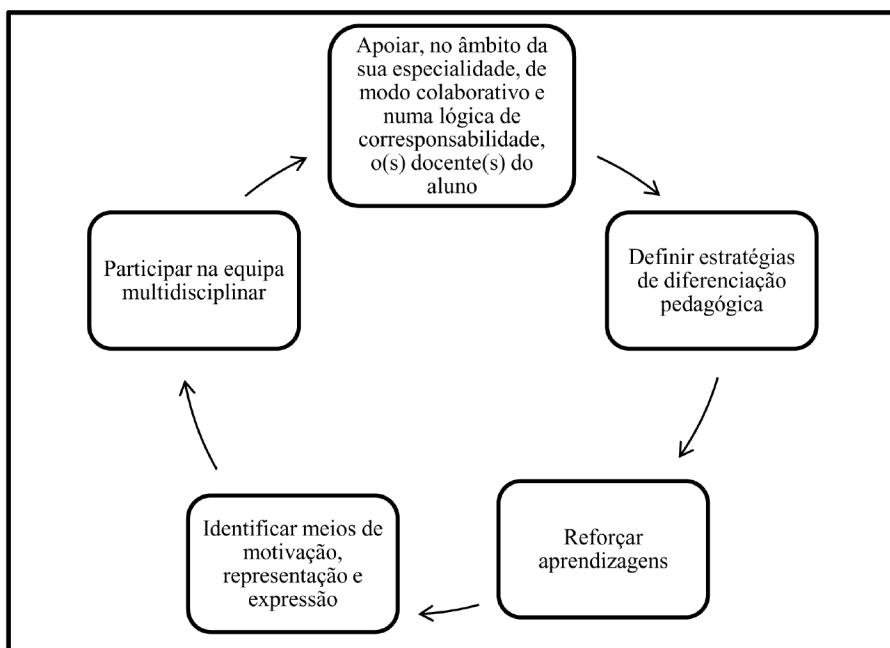 Apoiar, no âmbito da
sua especialidade, de
modo colaborativo e
numa lógica de
corresponsabilidade,
o(s) docente(s) do
aluno
Definir estratégias
de diferenciação
pedagógica
Reforçar
aprendizagens
Identificar meios de
motivação,
representação e
expressão
Participar na equipa
multidisciplinar